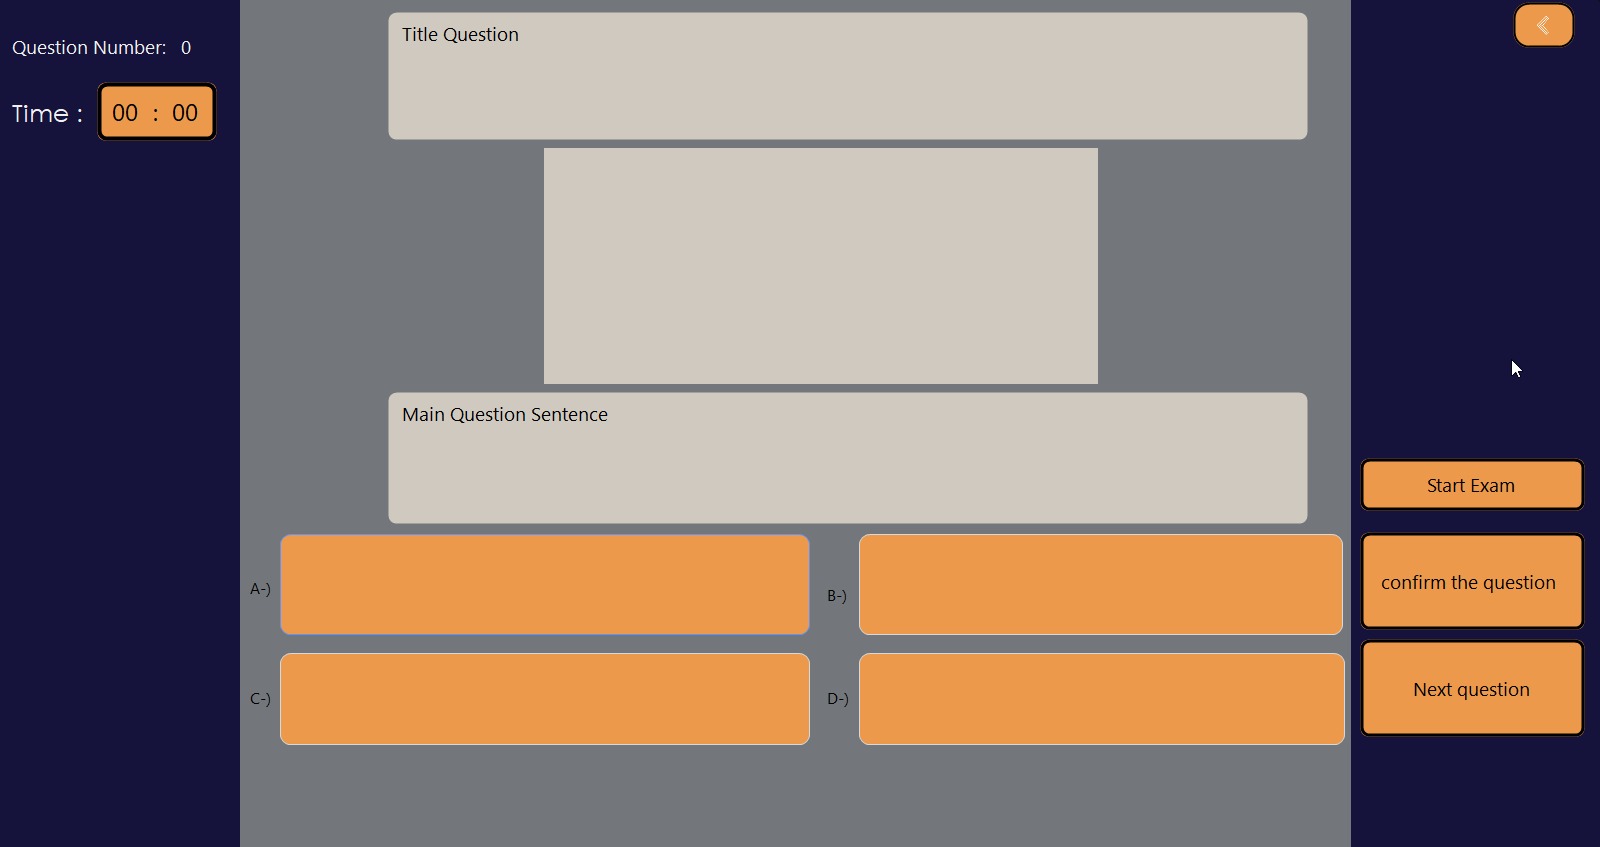 Question Number: 0
Time : 00 : 00
Title Question
Main Question Sentence
A-)
B-)
C-)
D-)
Start Exam
confirm the question
Next question